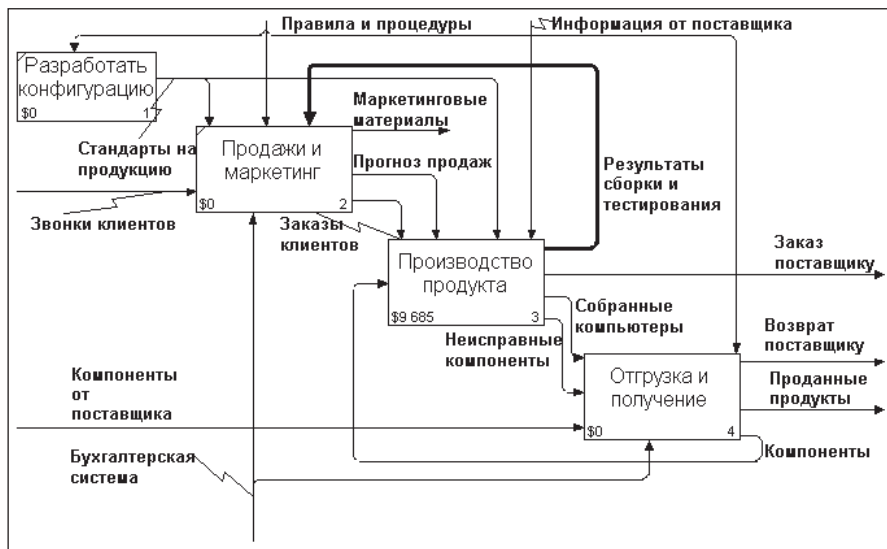 Правила и процедуры
Информация от поставщика
Разработать
конфигурацию
$0
1
Маркетинговые
материалы
Стандарты на
продукцию
Продажи и
маркетинг
$0
2
Прогноз продаж
Результаты
сборки и
тестирования
Звонки клиентов
Заказы
клиентов
Заказ
поставщику
Производство
продукта
$9 685
3
Собранные
компьютеры
Неисправные
компоненты
Возврат
поставщику
Компоненты
от
поставщика
Отгрузка и
получение
$0
4
Проданные
продукты
Бухгалтерская
система
Компоненты